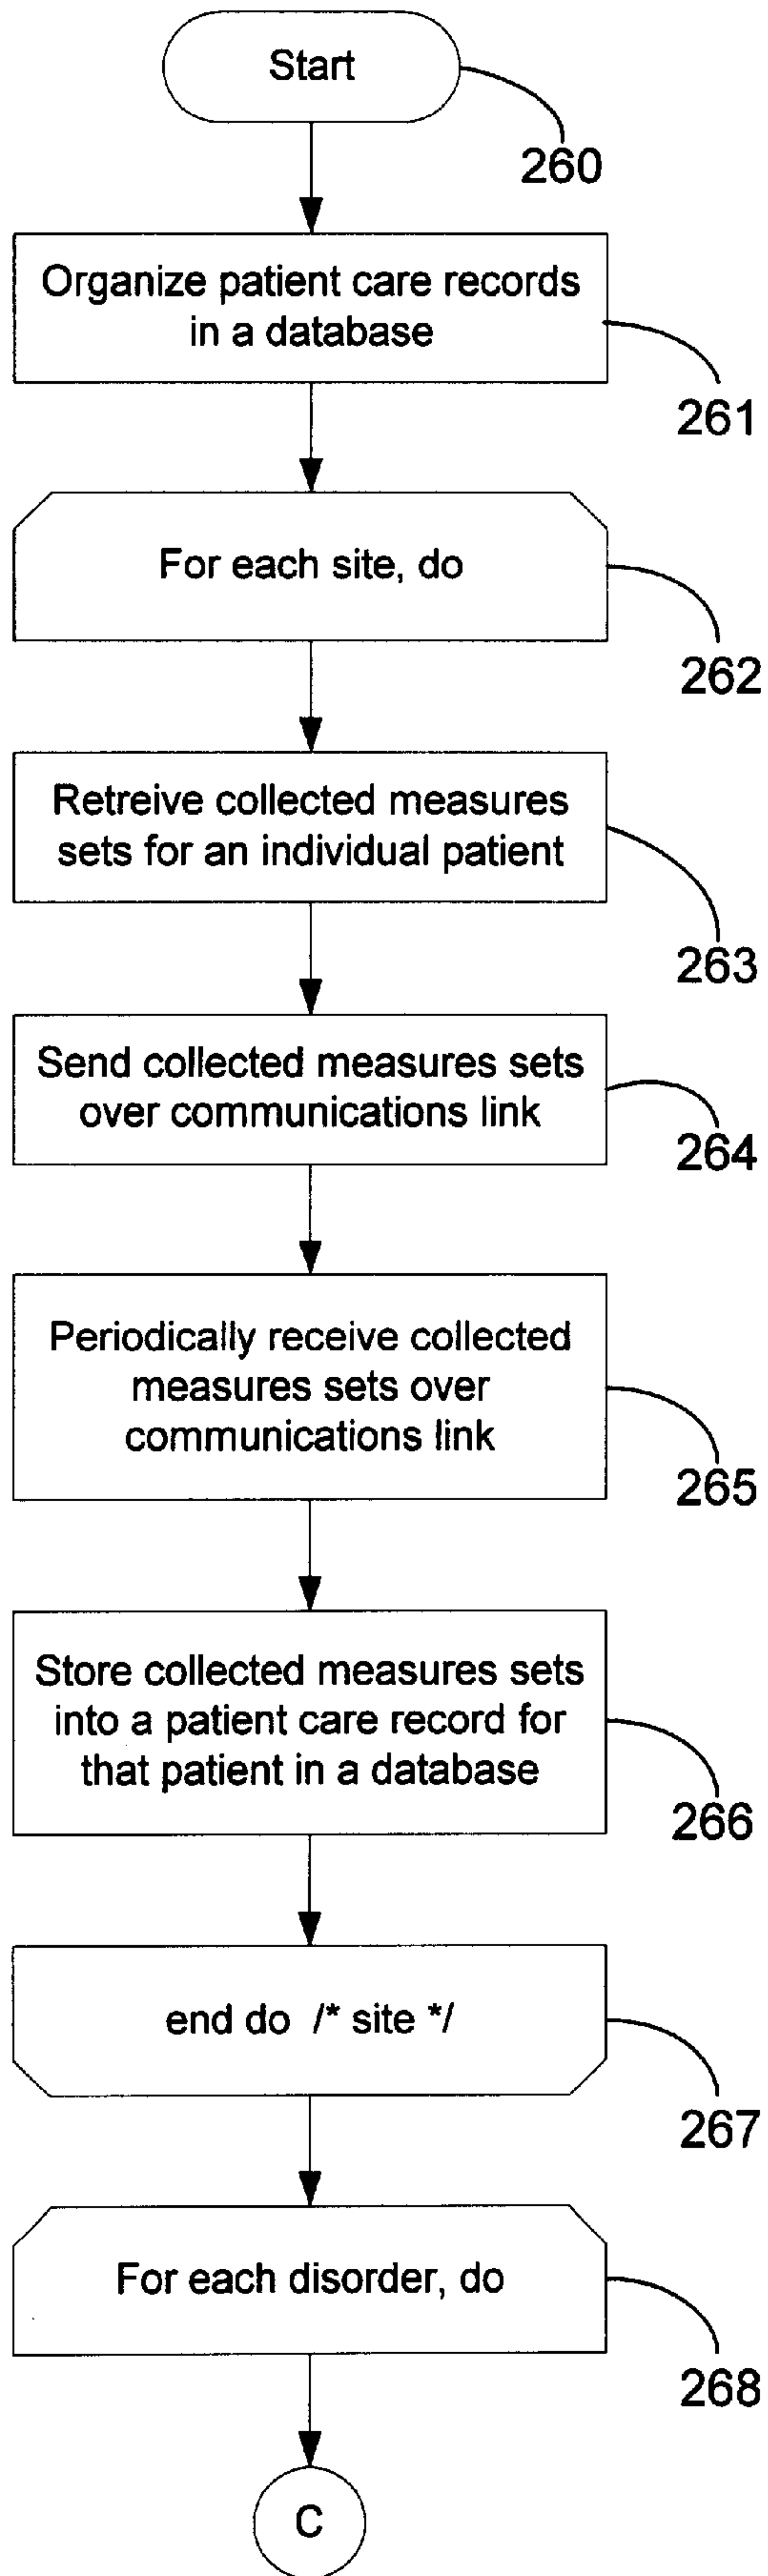 Start
260
Organize patient care records
in a database
261
For each site, do
262
Retreive collected measures
sets for an individual patient
263
Send collected measures sets
over communications link
264
Periodically receive collected
measures sets over
communications link
265
Store collected measures sets
into a patient care record for
that patient in a database
266
end do /* site */
267
For each disorder, do
268
C